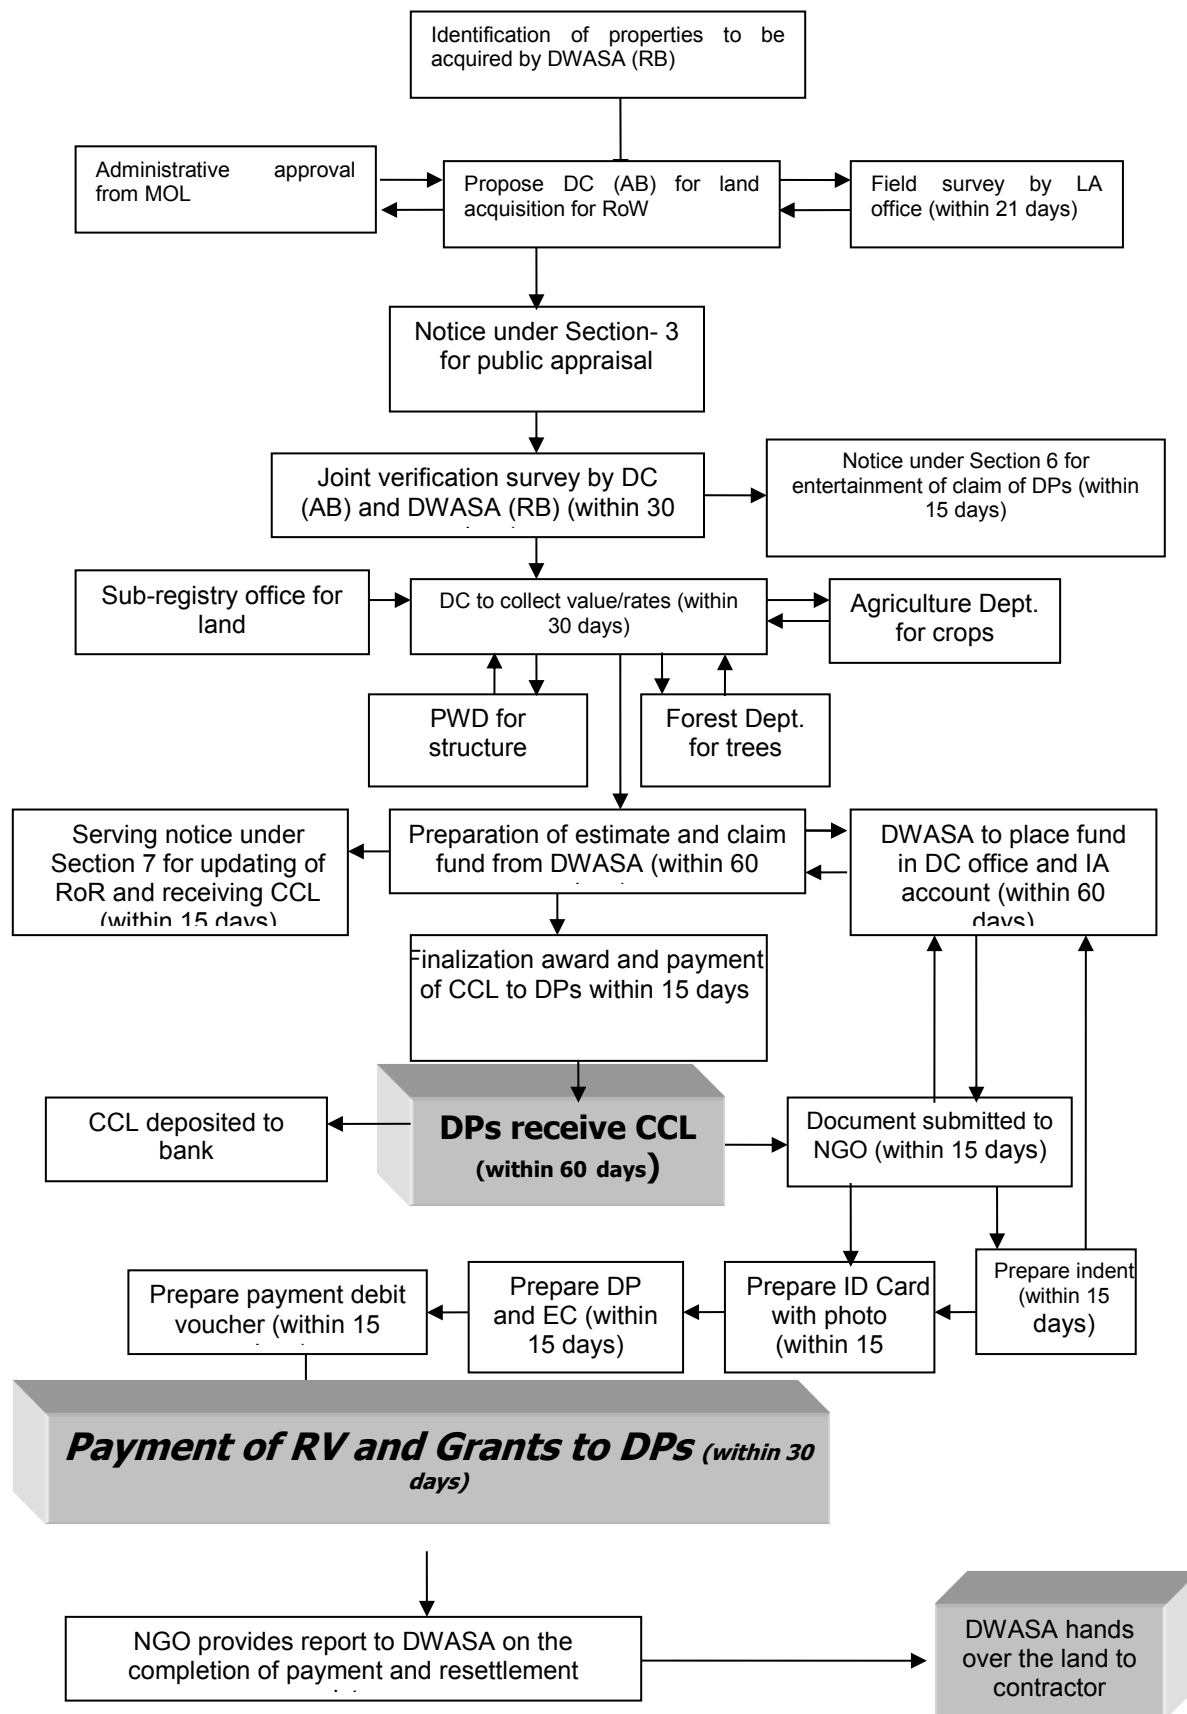 Identification of properties to be
acquired by DWASA (RB)
Administrative approval
from MOL
Propose DC (AB) for land
acquisition for RoW
Field survey by LA
office (within 21 days)
Notice under Section- 3
for public appraisal
Joint verification survey by DC
(AB) and DWASA (RB) (within 30
Notice under Section 6 for
entertainment of claim of DPs (within
15 days)
Sub-registry office for
land
DC to collect value/rates (within
30 days)
Agriculture Dept.
for crops
PWD for
structure
Forest Dept.
for trees
Serving notice under
Section 7 for updating of
RoR and receiving CCL
(within 15 days)
Preparation of estimate and claim
fund from DWASA (within 60
DWASA to place fund
in DC office and IA
account (within 60
days)
Finalization award and payment
of CCL to DPs within 15 days
CCL deposited to
bank
DPs receive CCL
(within 60 days)
Document submitted to
NGO (within 15 days)
Prepare payment debit
voucher (within 15
Prepare DP
and EC (within
15 days)
Prepare ID Card
with photo
(within 15
Prepare indent
(within 15
days)
Payment of RV and Grants to DPs (within 30
days)
NGO provides report to DWASA on the
completion of payment and resettlement
DWASA hands
over the land to
contractor